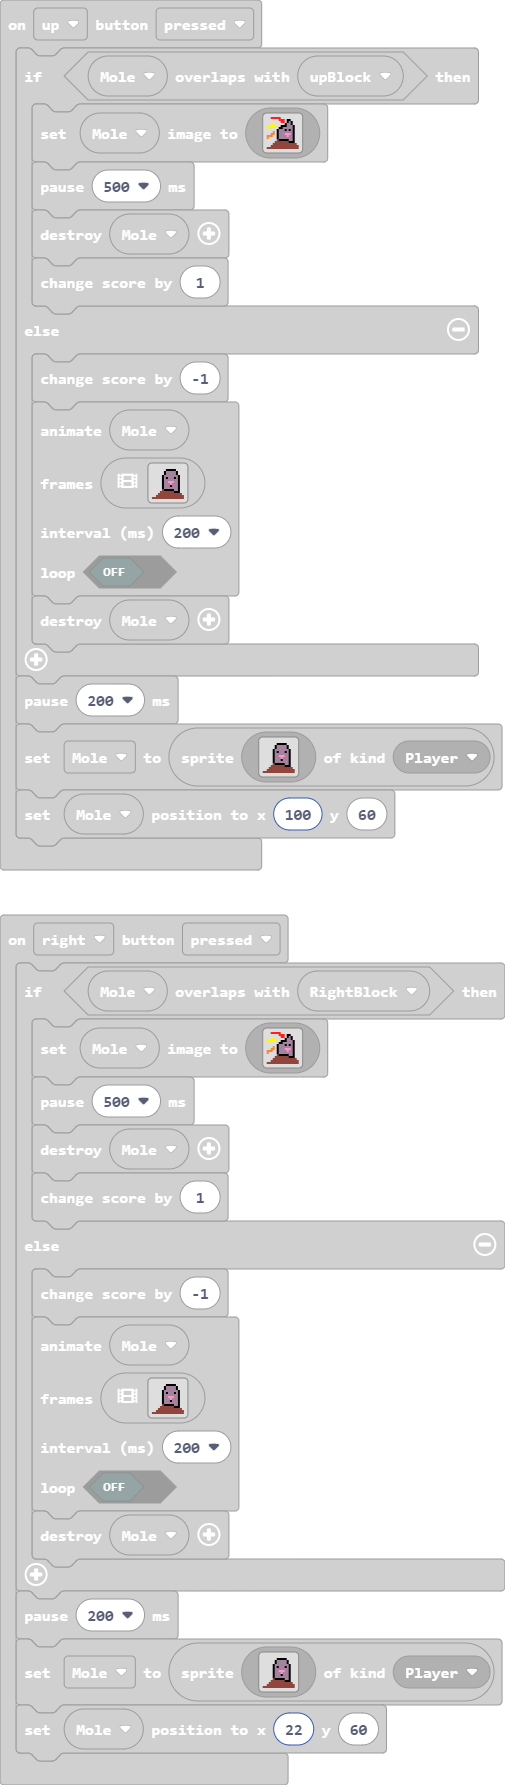 on up button pressed
if Mole overlaps with upBlock then
set Mole image to
pause 500 ms
destroy Mole
change score by 1
else
change score by -1
animate Mole
frames
interval (ms) 200
loop OFF
destroy Mole
pause 200 ms
set Mole to sprite of kind Player
set Mole position to x 100 y 60
on right button pressed
if Mole overlaps with RightBlock then
set Mole image to
pause 500 ms
destroy Mole
change score by 1
else
change score by -1
animate Mole
frames
interval (ms) 200
loop OFF
destroy Mole
pause 200 ms
set Mole to sprite of kind Player
set Mole position to x 22 y 60